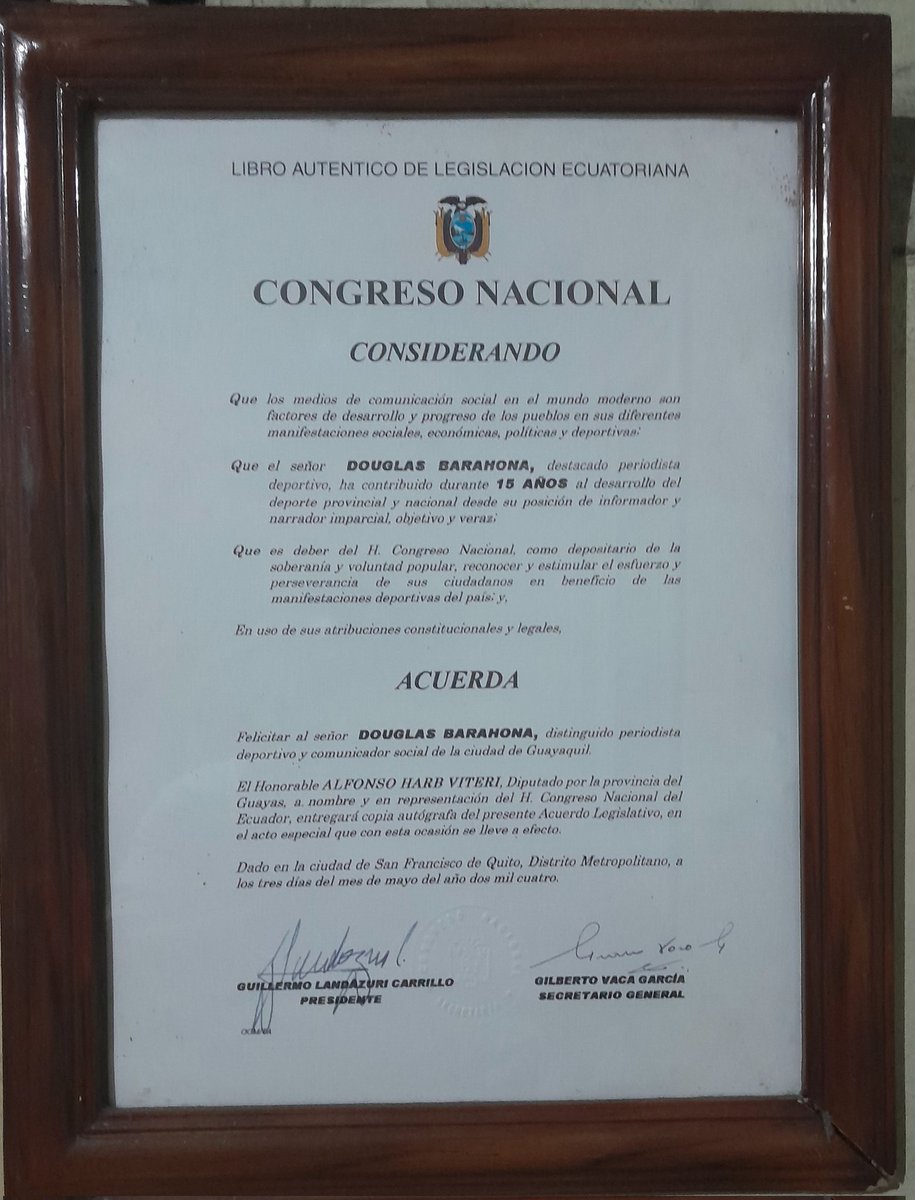 LIBRO AUTENTICO DE LEGISLACION ECUATORIANA
CONGRESO NACIONAL
CONSIDERANDO
Que los medios de comunicación social en el mundo moderno son
factores de desarrollo y progreso de los pueblos en sus diferentes
manifestaciones sociales, económicas, políticas y deportivas;
Que el señor DOUGLAS BARAHONA, destacado periodista
deportivo, ha contribuido durante 15 AÑOS al desarrollo del
deporte provincial y nacional desde su posición de informador y
narrador imparcial, objetivo y veraz;
Que es deber del H. Congreso Nacional, como depositario de la
soberanía y voluntad popular, reconocer y estimular el esfuerzo y
perseverancia de sus ciudadanos en beneficio de las
manifestaciones deportivas del país; y,
En uso de sus atribuciones constitucionales y legales,
ACUERDA
Felicitar al señor DOUGLAS BARAHONA, distinguido periodista
deportivo y comunicador social de la ciudad de Guayaquil.
El Honorable ALFONSO HARB VITERI, Diputado por la provincia del
Guayas, a nombre y en representación del H. Congreso Nacional del
Ecuador, entregará copia autógrafa del presente Acuerdo Legislativo, en
el acto especial que con esta ocasión se lleve a efecto.
Dado en la ciudad de San Francisco de Quito, Distrito Metropolitano, a
los tres días del mes de mayo del año dos mil cuatro.
GUILLERMO LANDÁZURI CARRILLO
PRESIDENTE
GILBERTO VACA GARCÍA
SECRETARIO GENERAL